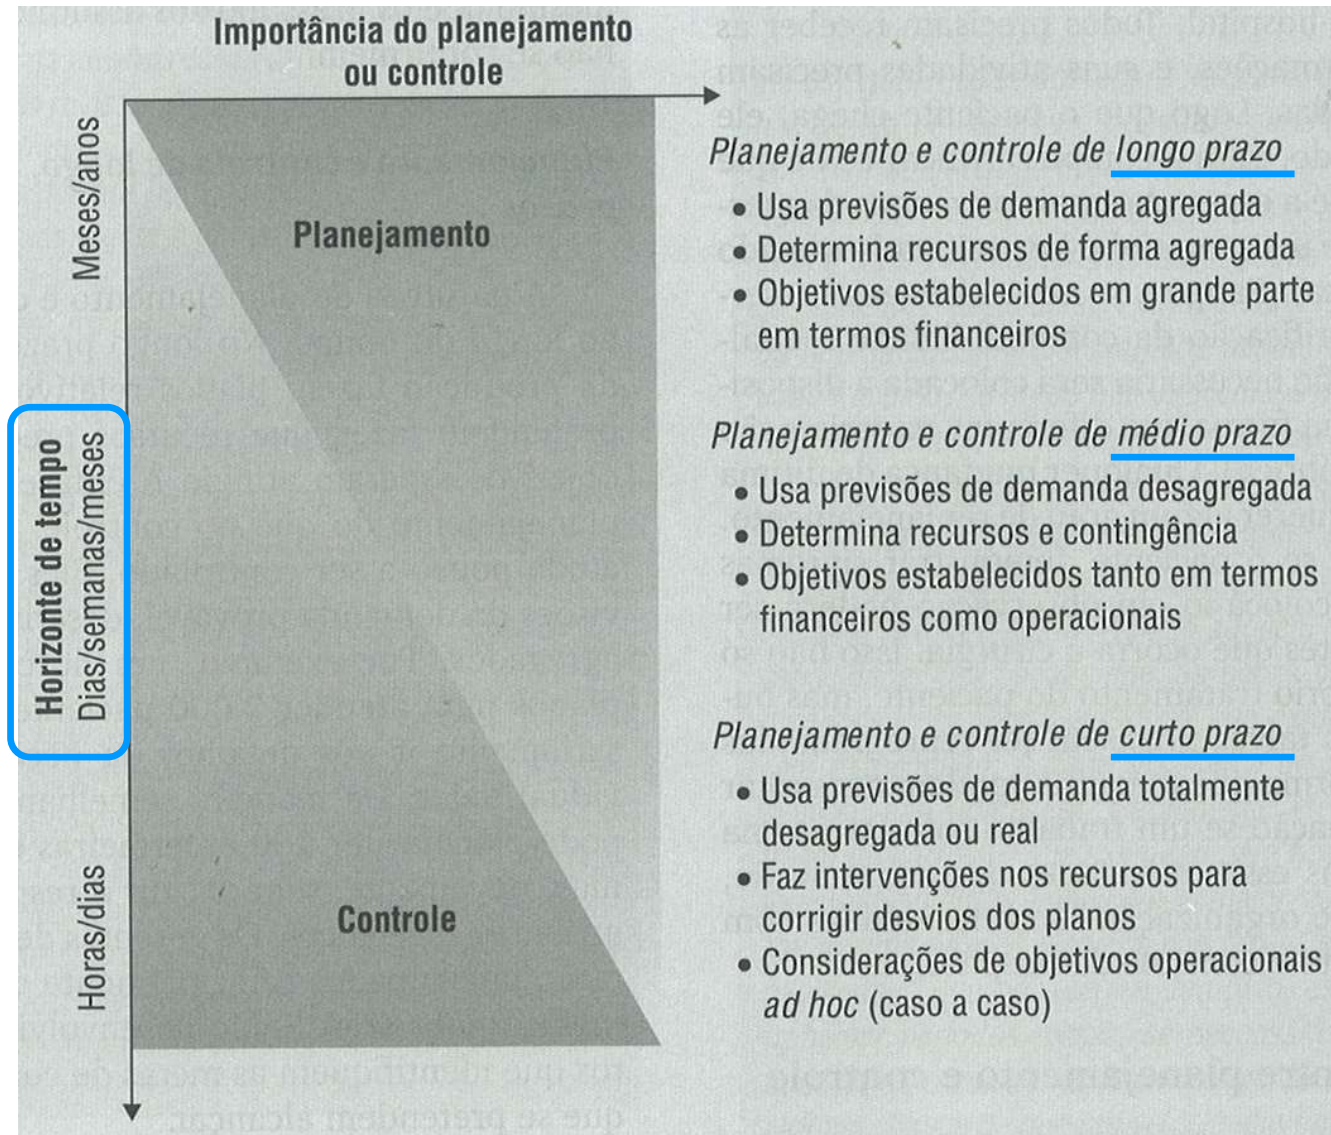 Importância do planejamento
ou controle
Meses/anos
Planejamento
Planejamento e controle de longo prazo
• Usa previsões de demanda agregada
• Determina recursos de forma agregada
• Objetivos estabelecidos em grande parte
em termos financeiros
Horizonte de tempo
Dias/semanas/meses
Planejamento e controle de médio prazo
• Usa previsões de demanda desagregada
• Determina recursos e contingência
• Objetivos estabelecidos tanto em termos
financeiros como operacionais
Horas/dias
Controle
Planejamento e controle de curto prazo
• Usa previsões de demanda totalmente
desagregada ou real
• Faz intervenções nos recursos para
corrigir desvios dos planos
• Considerações de objetivos operacionais
ad hoc (caso a caso)